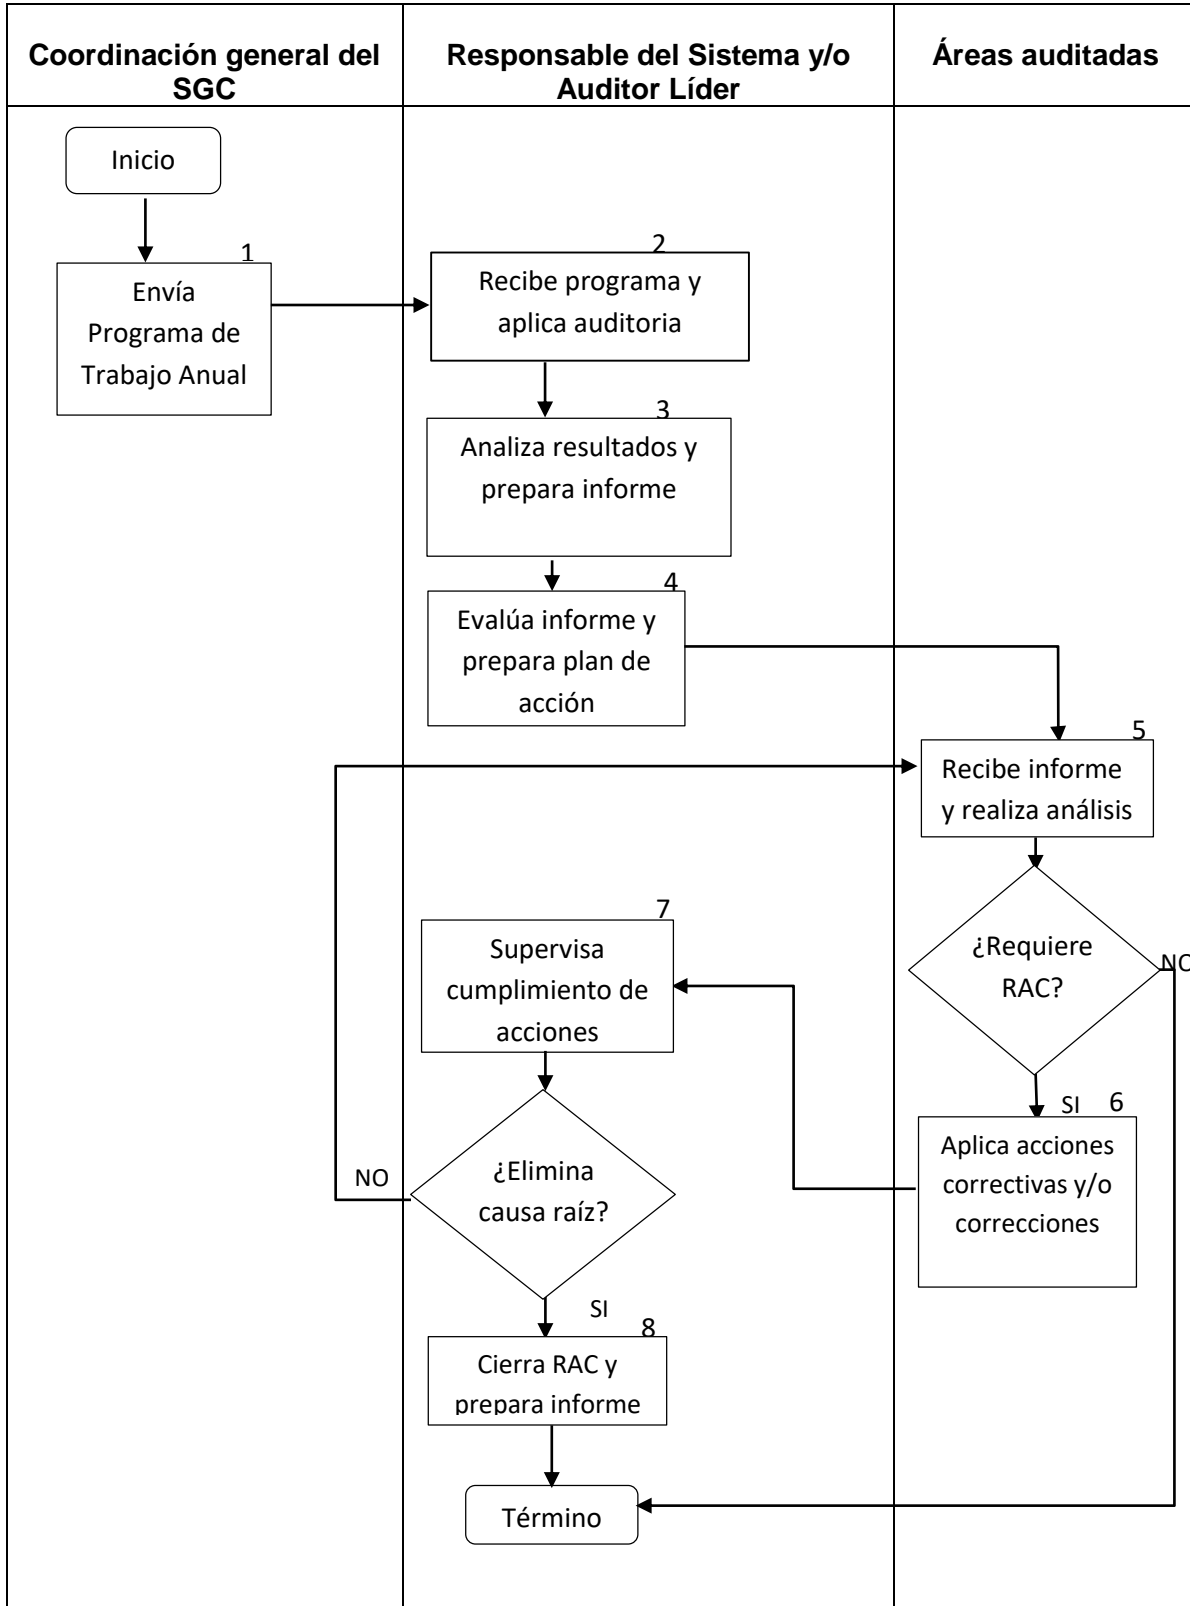 Coordinación general del
SGC
Responsable del Sistema y/o
Auditor Líder
Áreas auditadas
Inicio
1
Envía
Programa de
Trabajo Anual
2
Recibe programa y
aplica auditoria
3
Analiza resultados y
prepara informe
4
Evalúa informe y
prepara plan de
acción
5
Recibe informe
y realiza análisis
¿Requiere
RAC?
NO
SI
6
Aplica acciones
correctivas y/o
correcciones
7
Supervisa
cumplimiento de
acciones
¿Elimina
causa raíz?
NO
SI
8
Cierra RAC y
prepara informe
Término